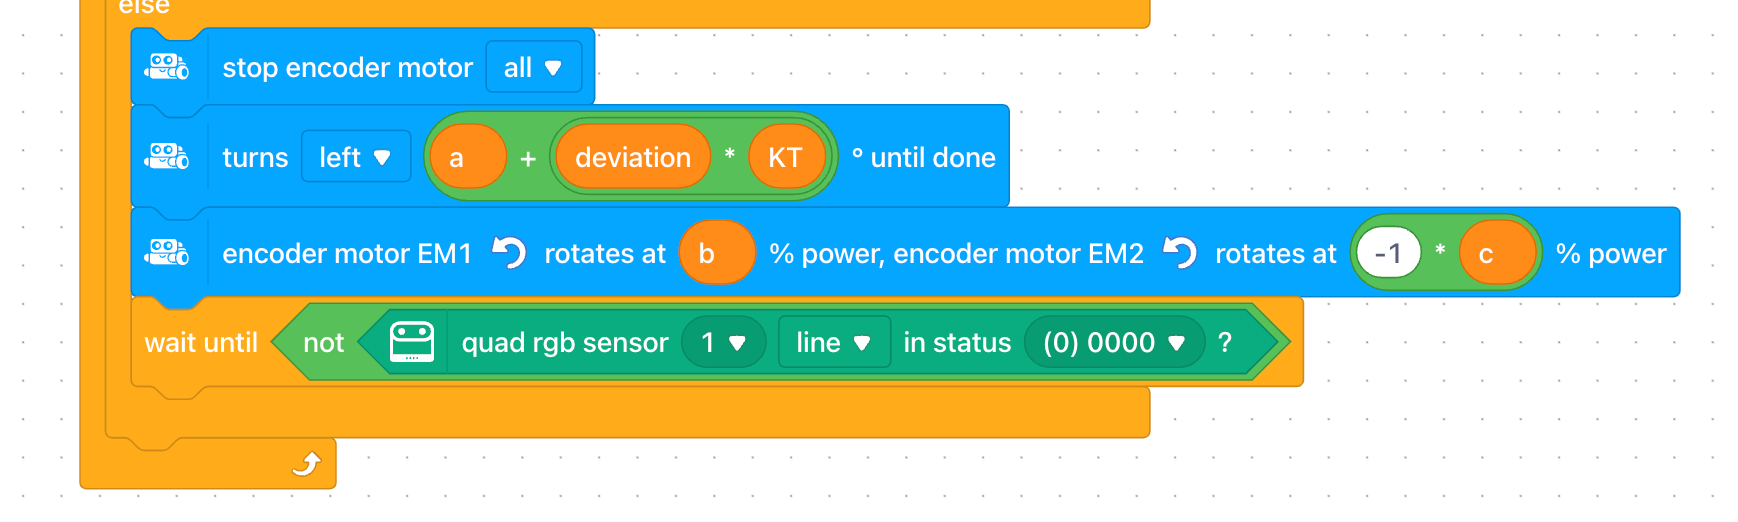 else
stop encoder motor all
turns left a + deviation * KT ° until done
encoder motor EM1 rotates at b % power, encoder motor EM2 rotates at -1 * c % power
wait until not quad rgb sensor 1 line in status (0) 0000 ?